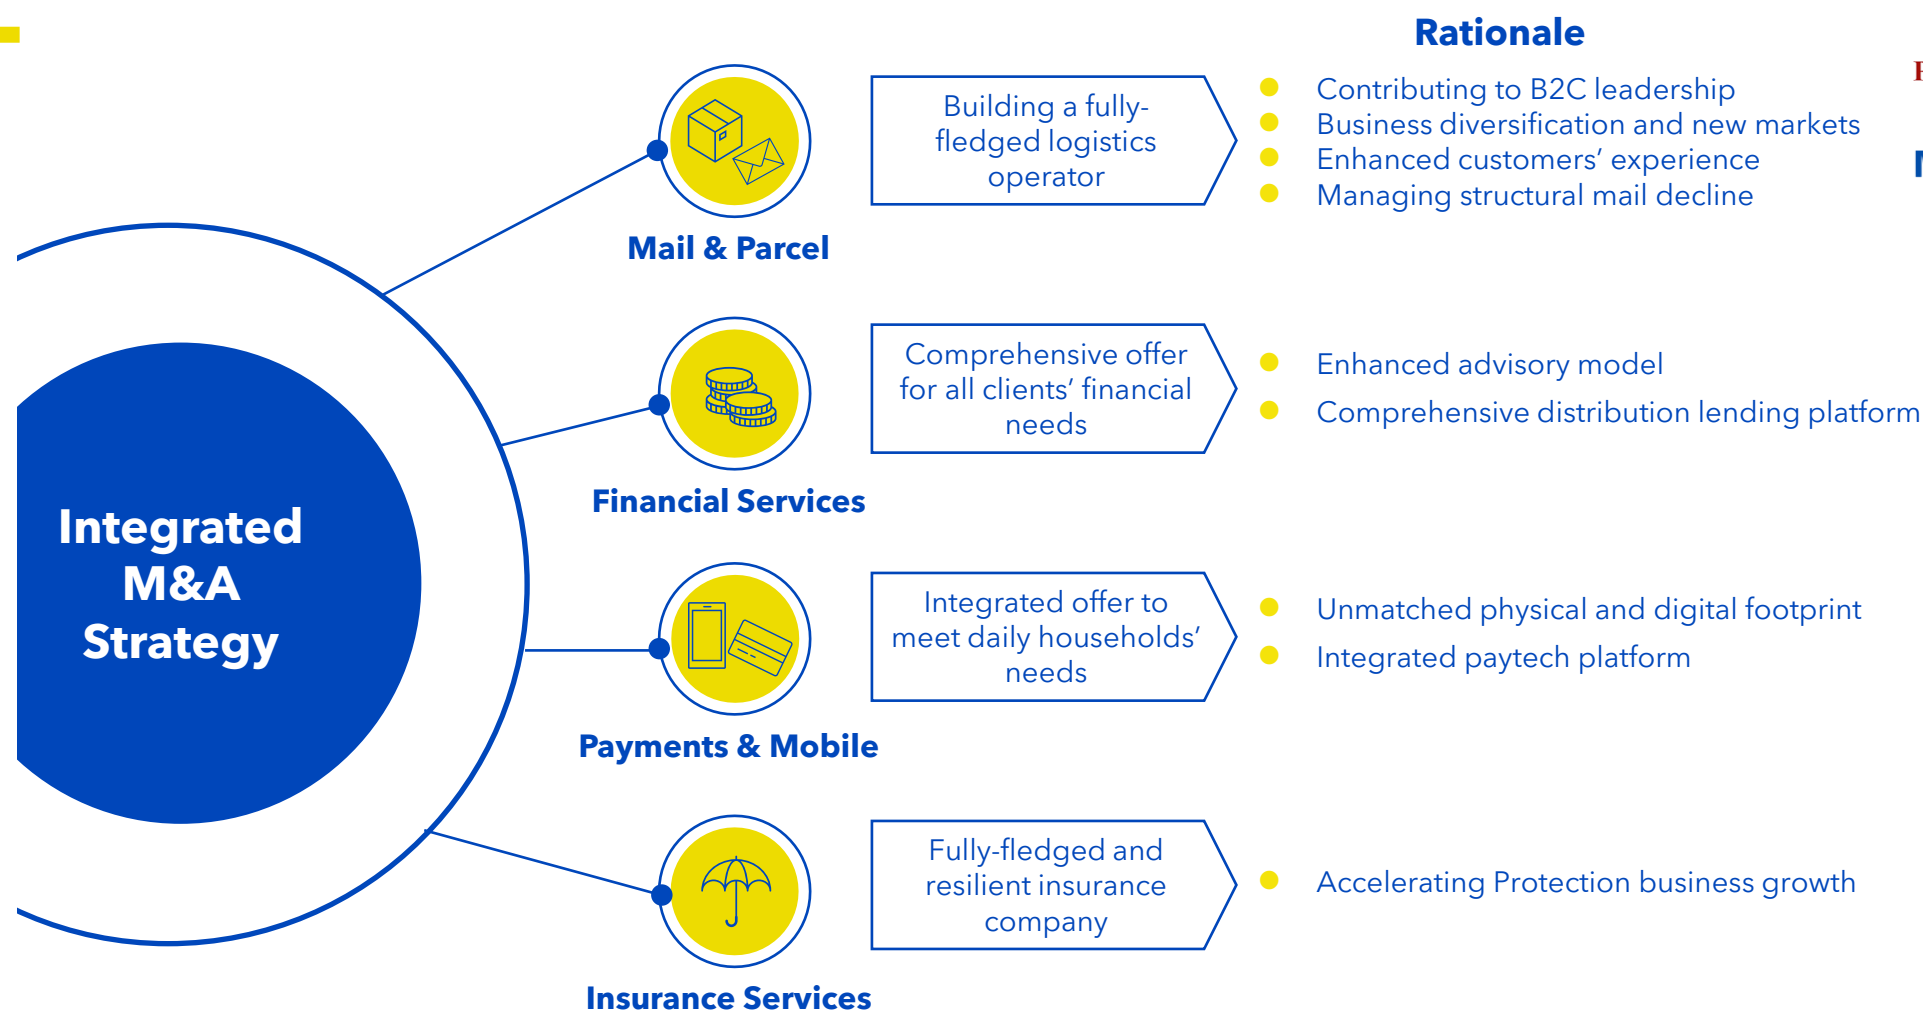 Rationale
Building a fully-
fledged logistics
operator
Contributing to B2C leadership
Business diversification and new markets
Enhanced customers’ experience
Managing structural mail decline
Mail & Parcel
Comprehensive offer
for all clients’ financial
needs
Enhanced advisory model
Comprehensive distribution lending platform
Financial Services
Integrated
M&A
Strategy
Integrated offer to
meet daily households’
needs
Unmatched physical and digital footprint
Integrated paytech platform
Payments & Mobile
Fully-fledged and
resilient insurance
company
Accelerating Protection business growth
Insurance Services